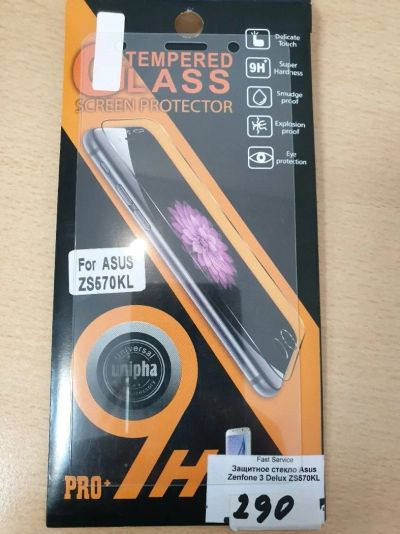 TEMPERED
GLASS
SCREEN PROTECTOR
Delicate
Touch
9H
Super
Hardness
Smudge
proof
Explosion
proof
Eye
protection
For ASUS
ZS570KL
universal
unipha
9H
PRO+
Fast Service
Защитное стекло Asus
Zenfone 3 Delux ZS570KL
290